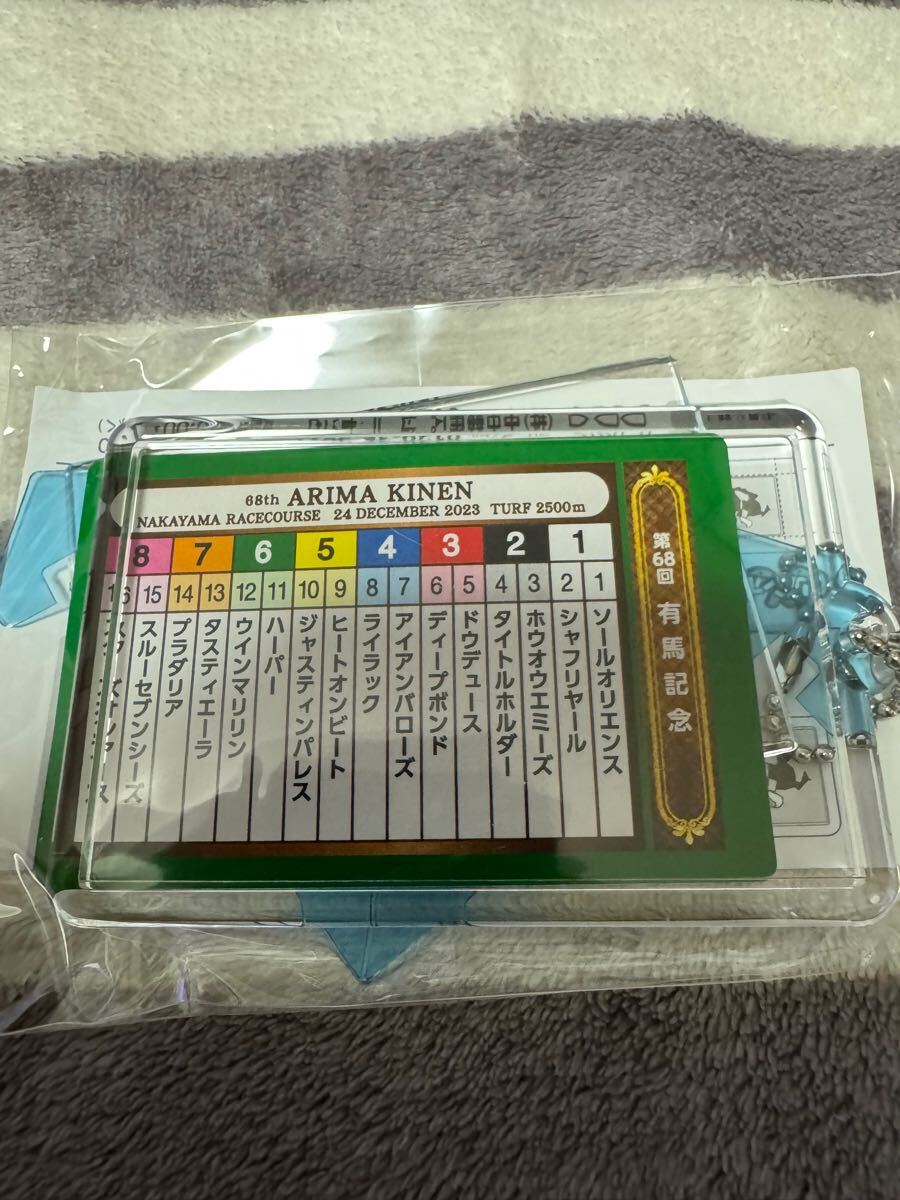 68th ARIMA KINEN
NAKAYAMA RACECOURSE 24 DECEMBER 2023 TURF 2500m
第68回 有馬記念
8 7 6 5 4 3 2 1
16 15 14 13 12 11 10 9 8 7 6 5 4 3 2 1
ソールオリエンス
シャフリヤール
ホウオウエミーズ
タイトルホルダー
ドウデュース
ディープボンド
アイアンバローズ
ライラック
ヒートオンビート
ジャスティンパレス
ハーパー
ウインマリリン
タスティエーラ
プラダリア
スルーセブンシーズ